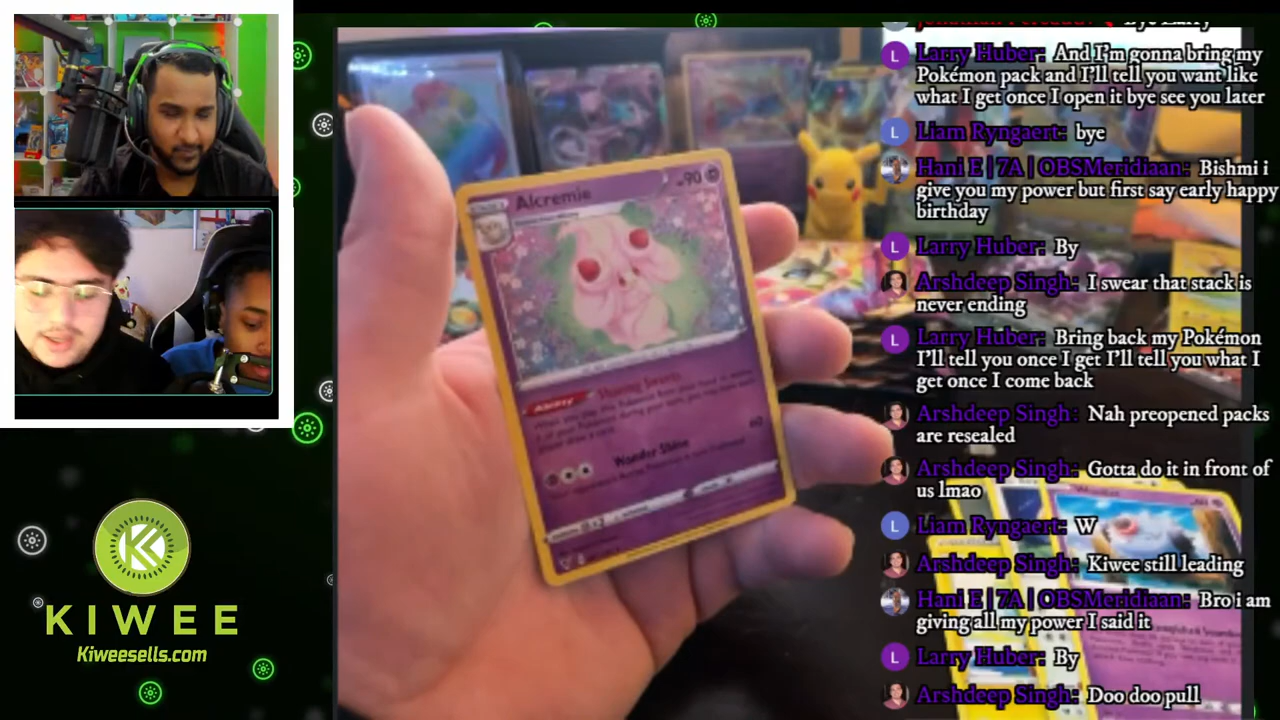 Bye Larry
Larry Huber: And I'm gonna bring my
Pokémon pack and I'll tell you want like
what I get once I open it bye see you later
Liam Ryngaert: bye
Hani E | 7A | OBSMeridiaan: Bishmi i
give you my power but first say early happy
birthday
Larry Huber: By
Arshdeep Singh: I swear that stack is
never ending
Larry Huber: Bring back my Pokémon
I'll tell you once I get I'll tell you what I
get once I come back
Arshdeep Singh: Nah preopened packs
are resealed
Arshdeep Singh: Gotta do it in front of
us lmao
Liam Ryngaert: W
Arshdeep Singh: Kiwee still leading
Hani E | 7A | OBSMeridiaan: Bro i am
giving all my power I said it
Larry Huber: By
Arshdeep Singh: Doo doo pull
Alcremie
90
Ability
Wonder Shine
60
K
KIWEE
Kiweesells.com